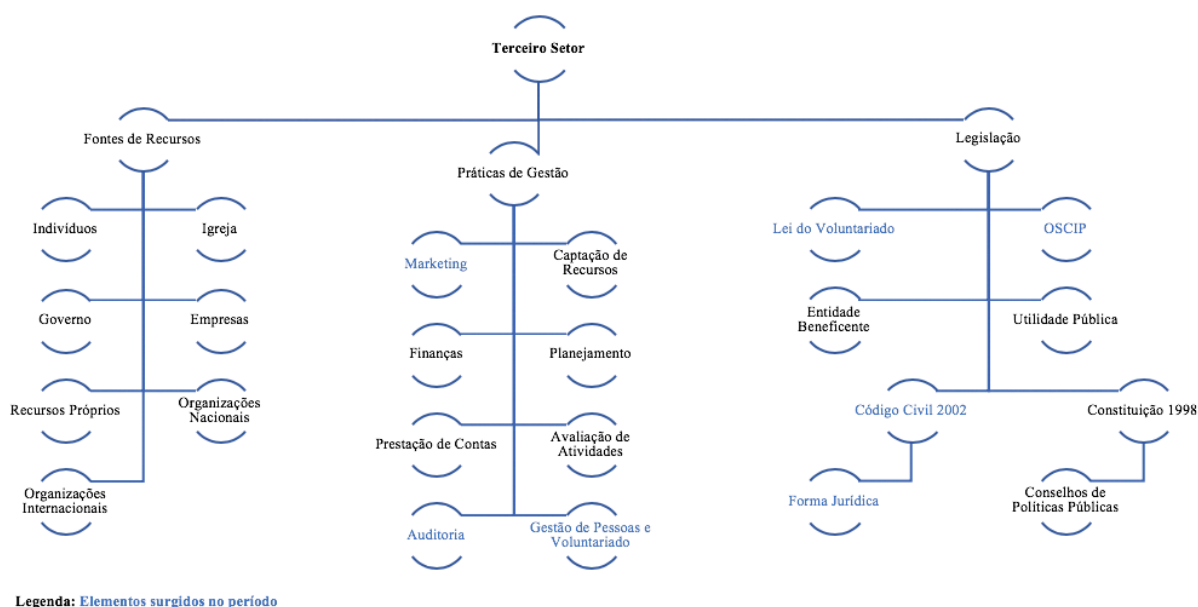 Terceiro Setor
Fontes de Recursos
Legislação
Práticas de Gestão
Indivíduos
Igreja
Governo
Empresas
Recursos Próprios
Organizações
Nacionais
Organizações
Internacionais
Marketing
Captação de
Recursos
Finanças
Planejamento
Prestação de Contas
Avaliação de
Atividades
Auditoria
Gestão de Pessoas e
Voluntariado
Lei do Voluntariado
OSCIP
Entidade
Beneficente
Utilidade Pública
Código Civil 2002
Constituição 1998
Forma Jurídica
Conselhos de
Políticas Públicas
Legenda: Elementos surgidos no período